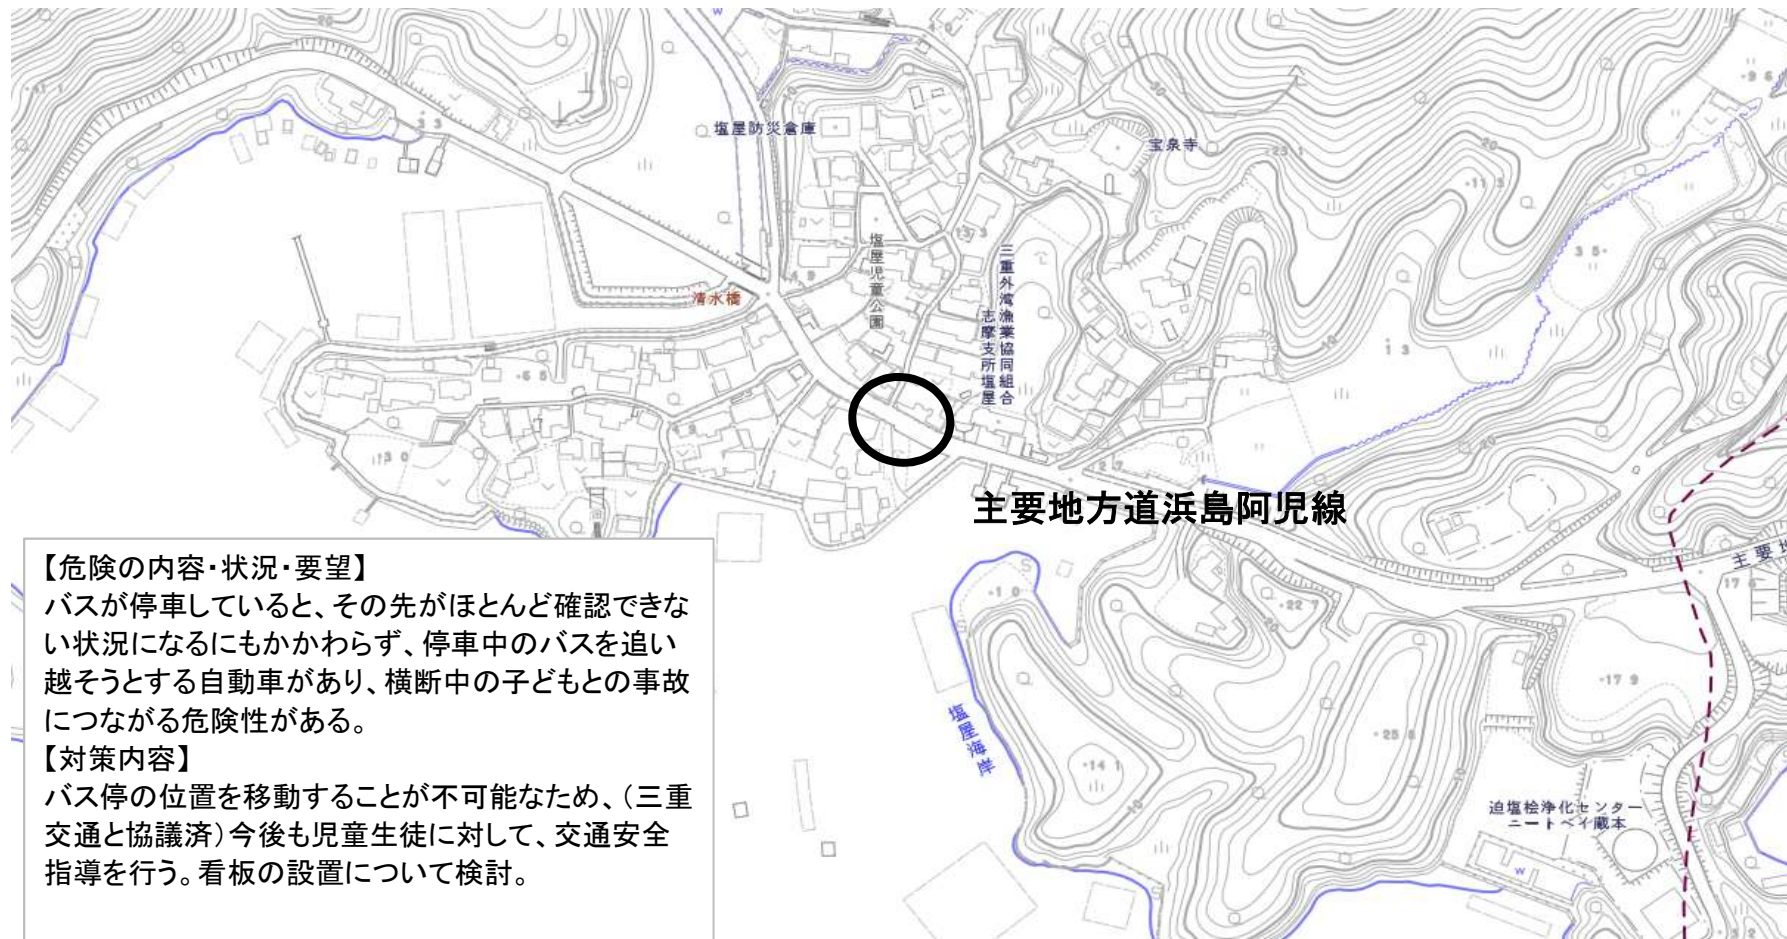 塩屋防災倉庫
宝泉寺
塩屋児童公園
三重外湾漁業協同組合
志摩支所塩屋
清水橋
主要地方道浜島阿児線
主要地
【危険の内容・状況・要望】
バスが停車していると、その先がほとんど確認できな
い状況になるにもかかわらず、停車中のバスを追い
越そうとする自動車があり、横断中の子どもとの事故
につながる危険性がある。
【対策内容】
バス停の位置を移動することが不可能なため、(三重
交通と協議済)今後も児童生徒に対して、交通安全
指導を行う。看板の設置について検討。
塩屋海岸
迫塩桧浄化センター
ニートベイ蔵本